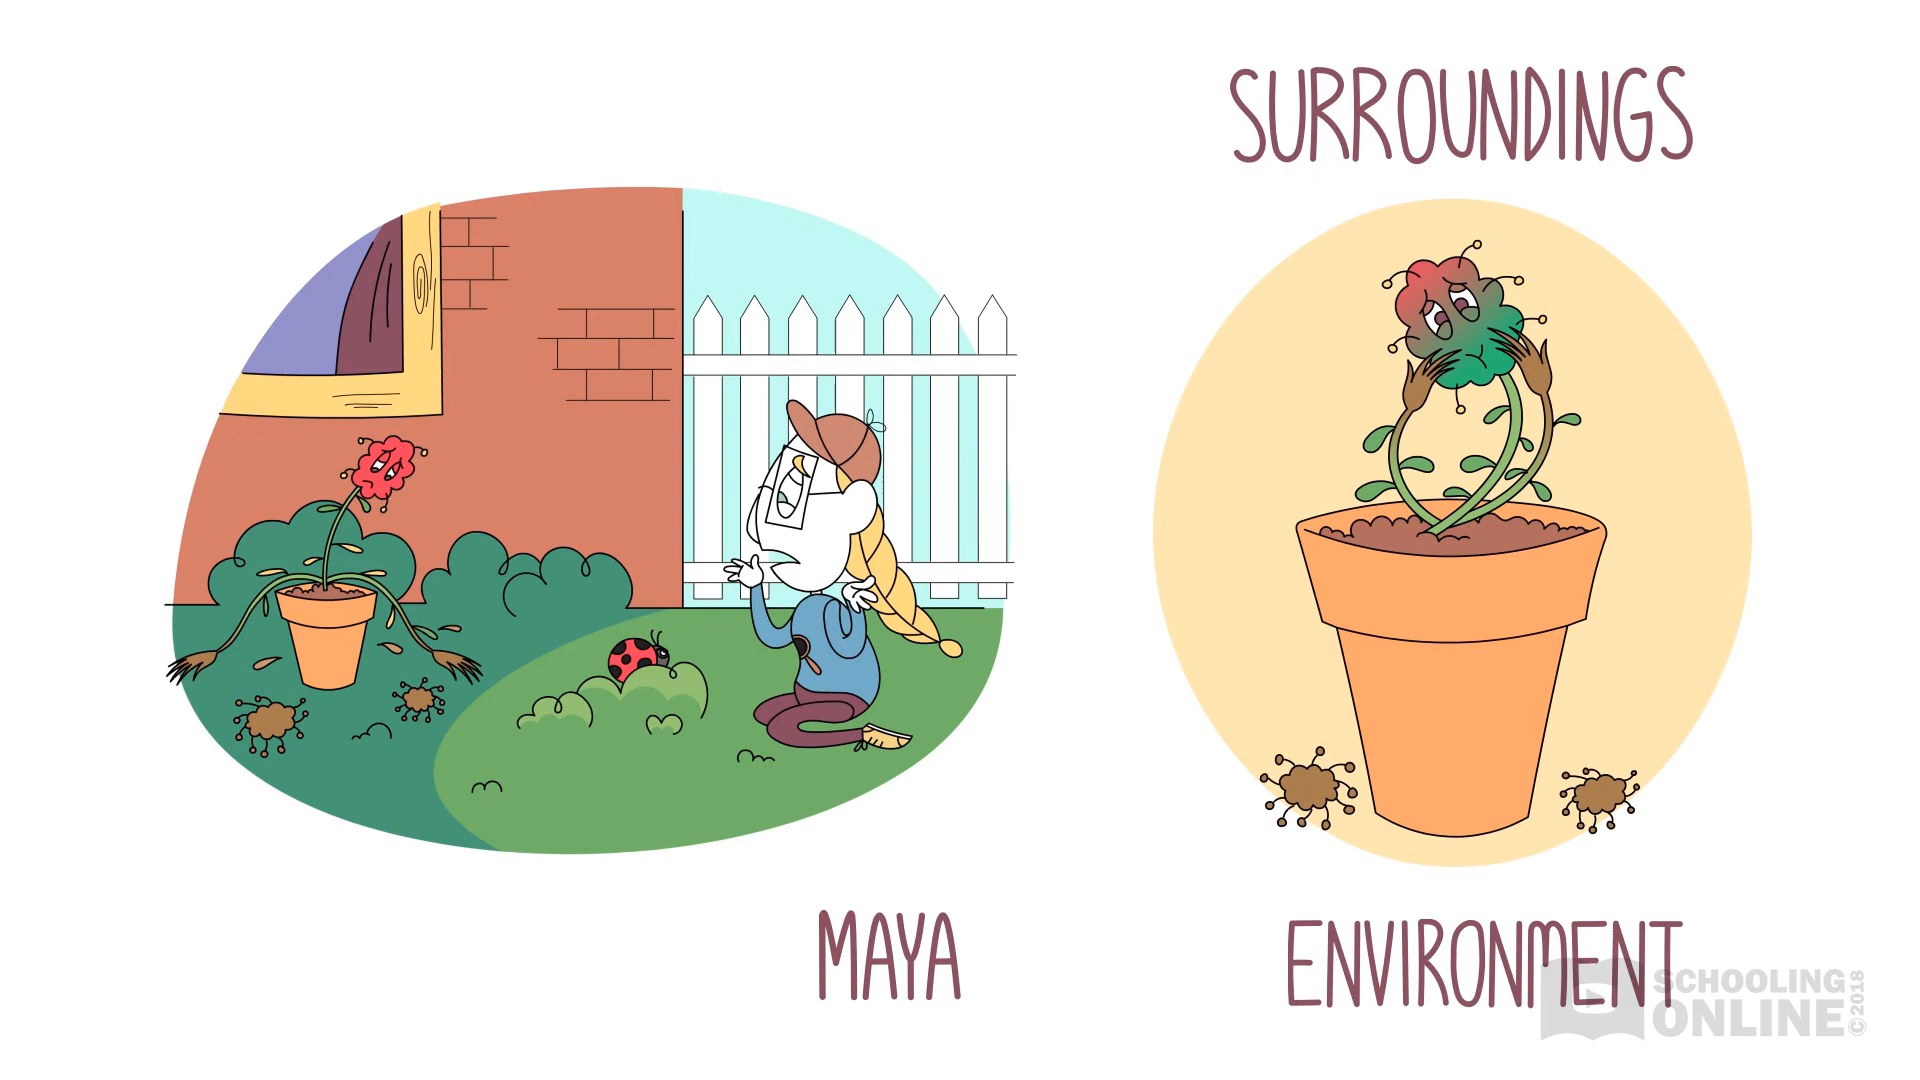 SURROUNDINGS
MAYA
ENVIRONMENT
SCHOOLING
ONLINE
©2018